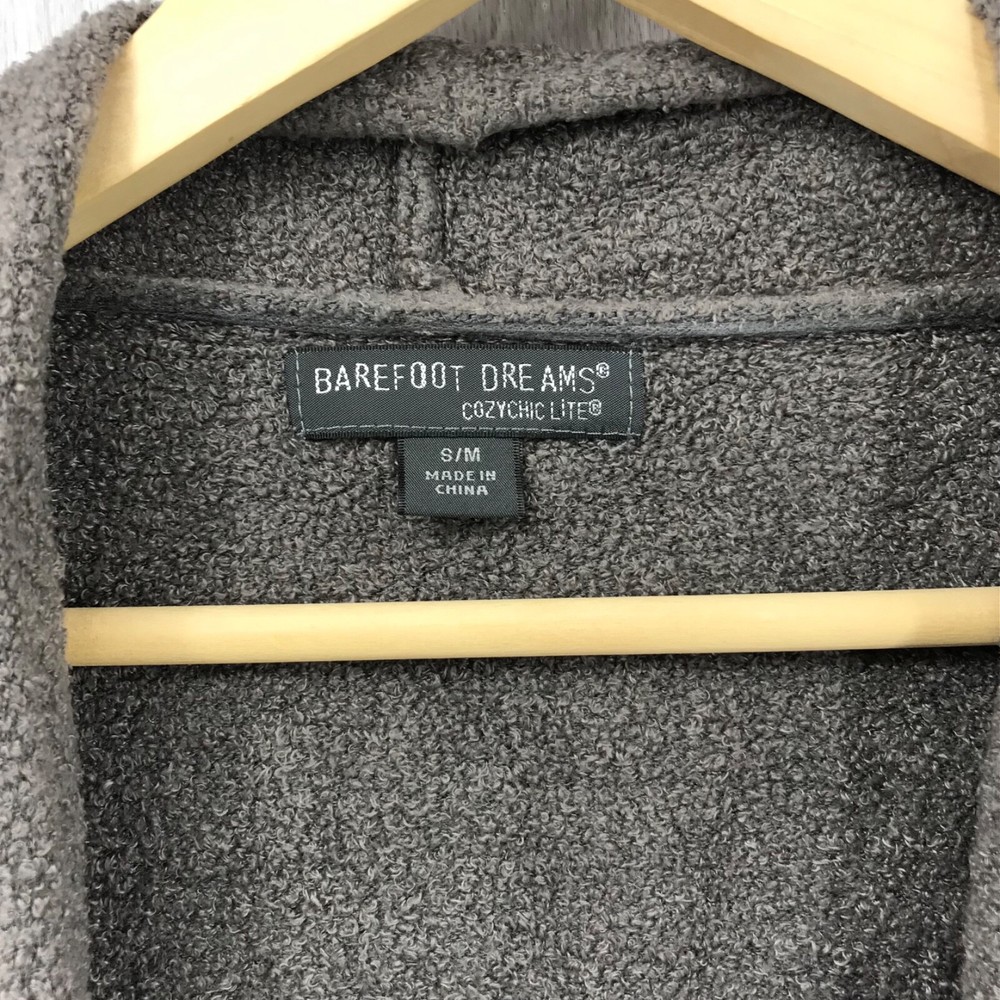 BAREFOOT DREAMS®
COZYCHIC LiTE®
S/M
MADE IN
CHINA